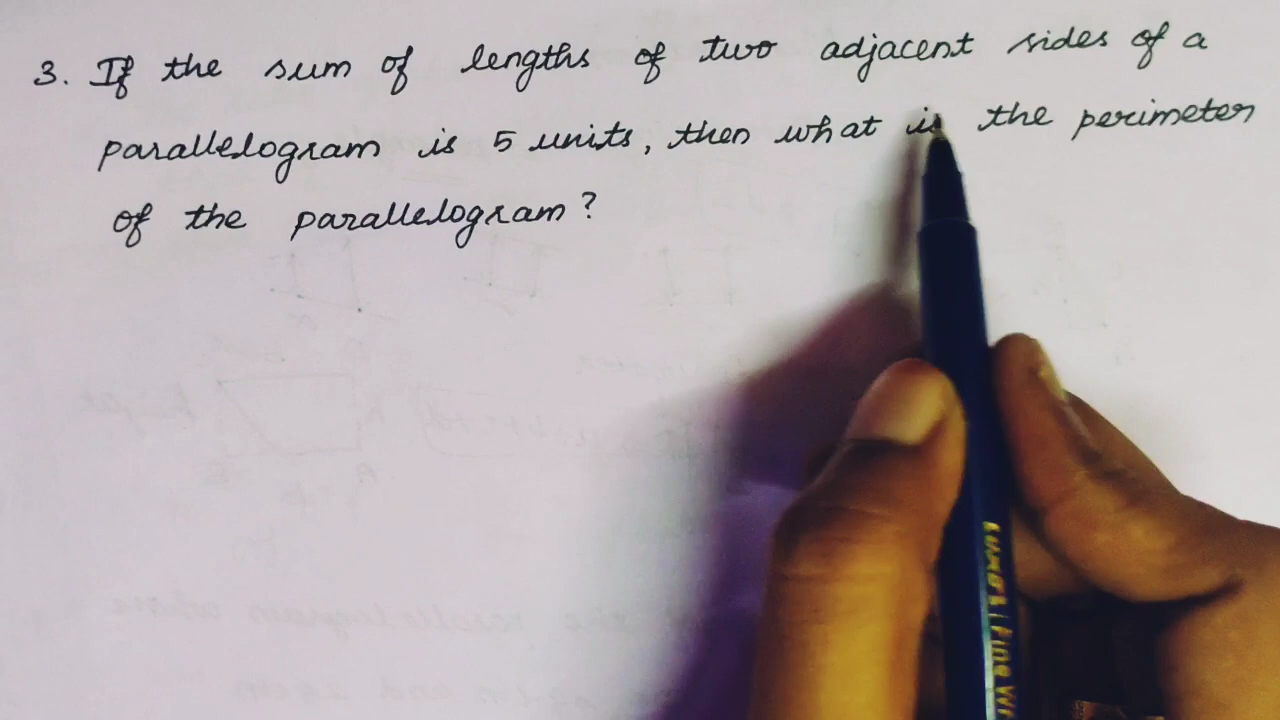 3. If the sum of lengths of two adjacent sides of a
parallelogram is 5 units, then what is the perimeter
of the parallelogram?